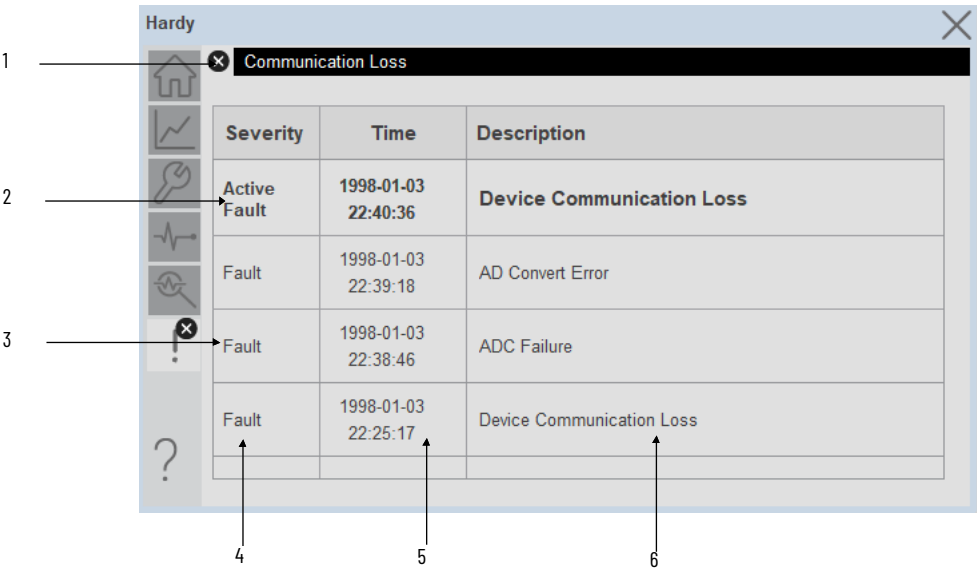 Hardy
1
Communication Loss
Severity Time Description
2
Active Fault 1998-01-03 22:40:36 Device Communication Loss
Fault 1998-01-03 22:39:18 AD Convert Error
3
Fault 1998-01-03 22:38:46 ADC Failure
Fault 1998-01-03 22:25:17 Device Communication Loss
?
4 5 6